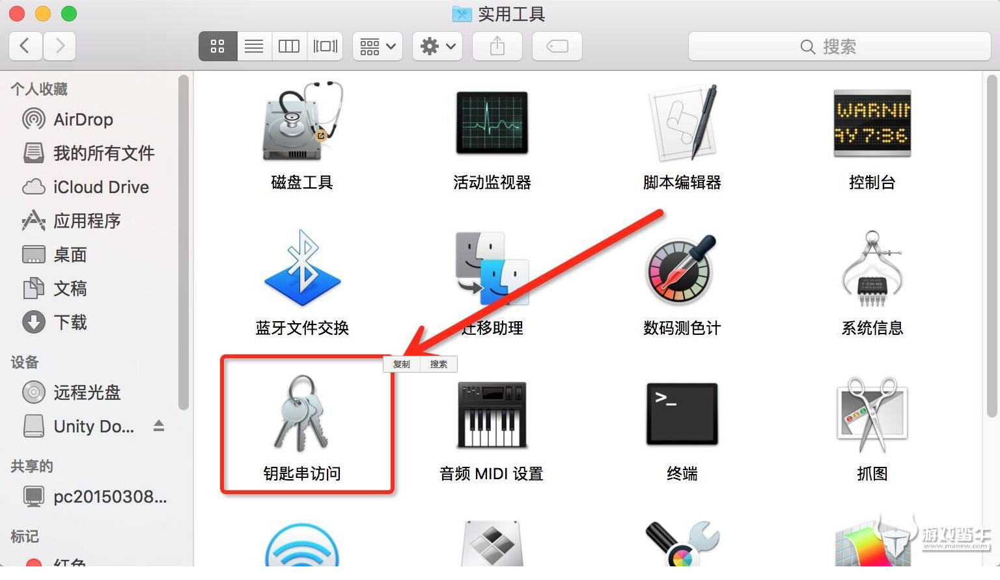 实用工具
搜索
个人收藏
AirDrop
我的所有文件
iCloud Drive
应用程序
桌面
文稿
下载
设备
远程光盘
Unity Do...
共享的
pc20150308...
标记
红色
WARNIN
AY 7:36
磁盘工具
活动监视器
脚本编辑器
控制台
蓝牙文件交换
迁移助理
数码测色计
系统信息
复制
搜索
>_
钥匙串访问
音频 MIDI 设置
终端
抓图
游戏蛮牛
www.manew.com